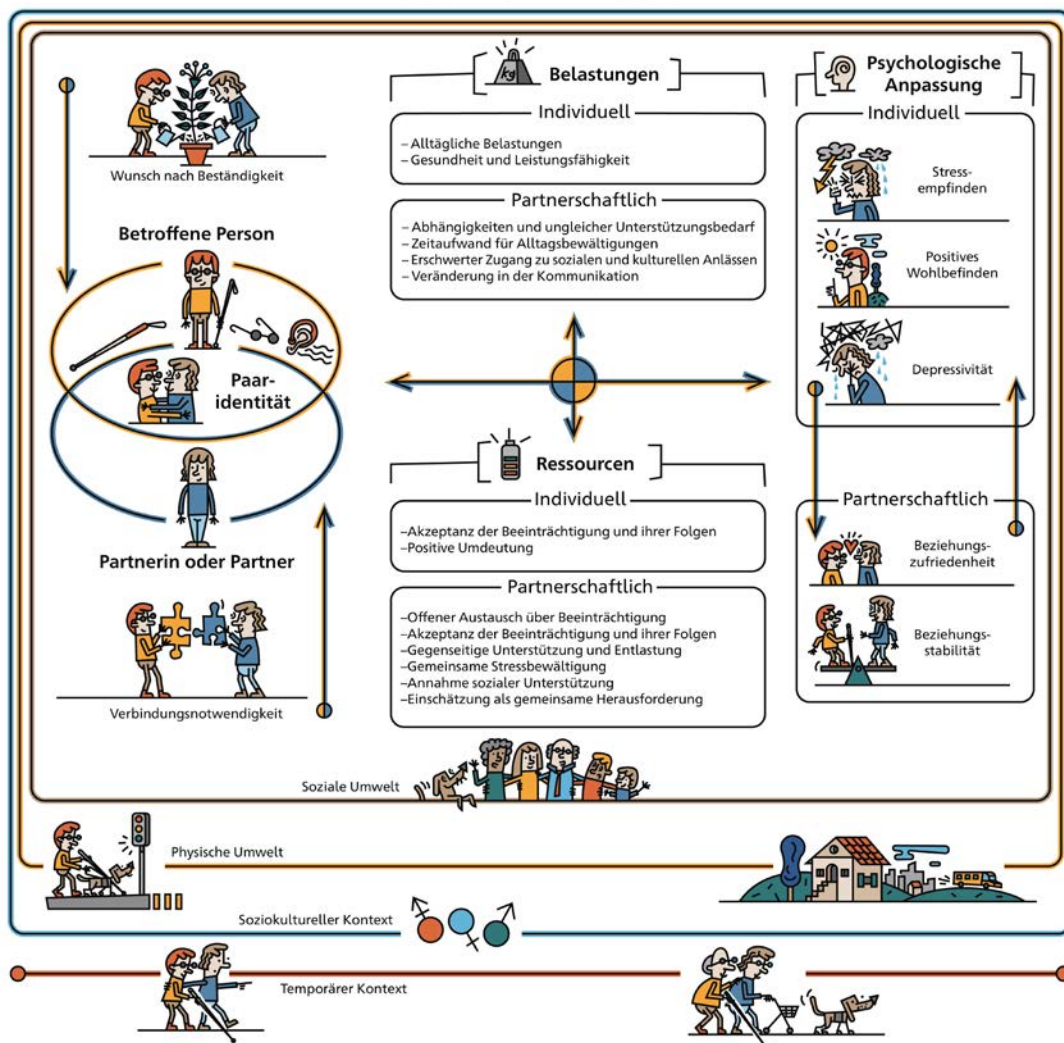 Wunsch nach Beständigkeit
Betroffene Person
Paar-
identität
Partnerin oder Partner
Verbindungsnotwendigkeit
kg
Belastungen
Individuell
– Alltägliche Belastungen
– Gesundheit und Leistungsfähigkeit
Partnerschaftlich
– Abhängigkeiten und ungleicher Unterstützungsbedarf
– Zeitaufwand für Alltagsbewältigungen
– Erschwerter Zugang zu sozialen und kulturellen Anlässen
– Veränderung in der Kommunikation
Ressourcen
Individuell
–Akzeptanz der Beeinträchtigung und ihrer Folgen
–Positive Umdeutung
Partnerschaftlich
–Offener Austausch über Beeinträchtigung
–Akzeptanz der Beeinträchtigung und ihrer Folgen
–Gegenseitige Unterstützung und Entlastung
–Gemeinsame Stressbewältigung
–Annahme sozialer Unterstützung
–Einschätzung als gemeinsame Herausforderung
Psychologische
Anpassung
Individuell
Stress-
empfinden
Positives
Wohlbefinden
Depressivität
Partnerschaftlich
Beziehungs-
zufriedenheit
Beziehungs-
stabilität
Soziale Umwelt
Physische Umwelt
Soziokultureller Kontext
Temporärer Kontext